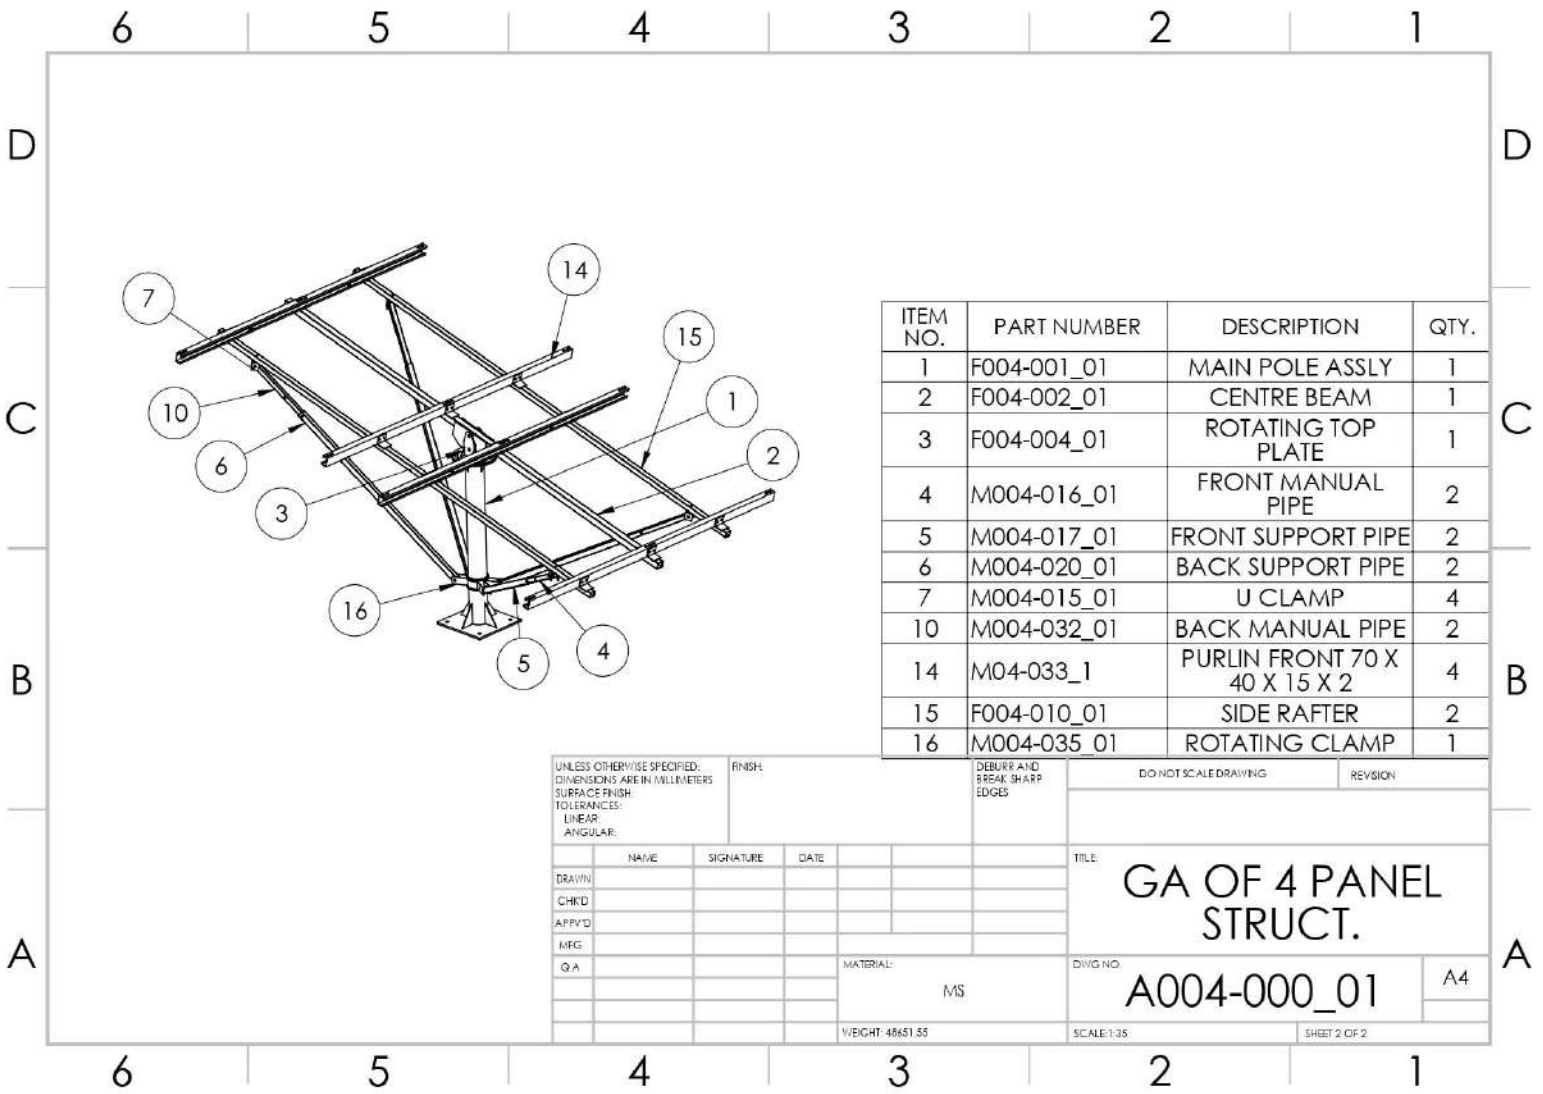 6 5 4 3 2 1
D D
C C
B B
A A
7
14
15
10
1
6
2
3
16
5
4
ITEM NO. PART NUMBER DESCRIPTION QTY.
1 F004-001_01 MAIN POLE ASSLY 1
2 F004-002_01 CENTRE BEAM 1
3 F004-004_01 ROTATING TOP PLATE 1
4 M004-016_01 FRONT MANUAL PIPE 2
5 M004-017_01 FRONT SUPPORT PIPE 2
6 M004-020_01 BACK SUPPORT PIPE 2
7 M004-015_01 U CLAMP 4
10 M004-032_01 BACK MANUAL PIPE 2
14 M04-033_1 PURLIN FRONT 70 X 40 X 15 X 2 4
15 F004-010_01 SIDE RAFTER 2
16 M004-035_01 ROTATING CLAMP 1
UNLESS OTHERWISE SPECIFIED:
DIMENSIONS ARE IN MILLIMETERS
SURFACE FINISH:
TOLERANCES:
LINEAR:
ANGULAR:
FINISH:
DEBURR AND
BREAK SHARP
EDGES
DO NOT SCALE DRAWING
REVISION
NAME SIGNATURE DATE
DRAWN
CHK'D
APPV'D
MFG
Q.A
MATERIAL:
MS
WEIGHT: 48651.55
TITLE:
GA OF 4 PANEL
STRUCT.
DWG NO.
A004-000_01
A4
SCALE:1:35
SHEET 2 OF 2
6 5 4 3 2 1